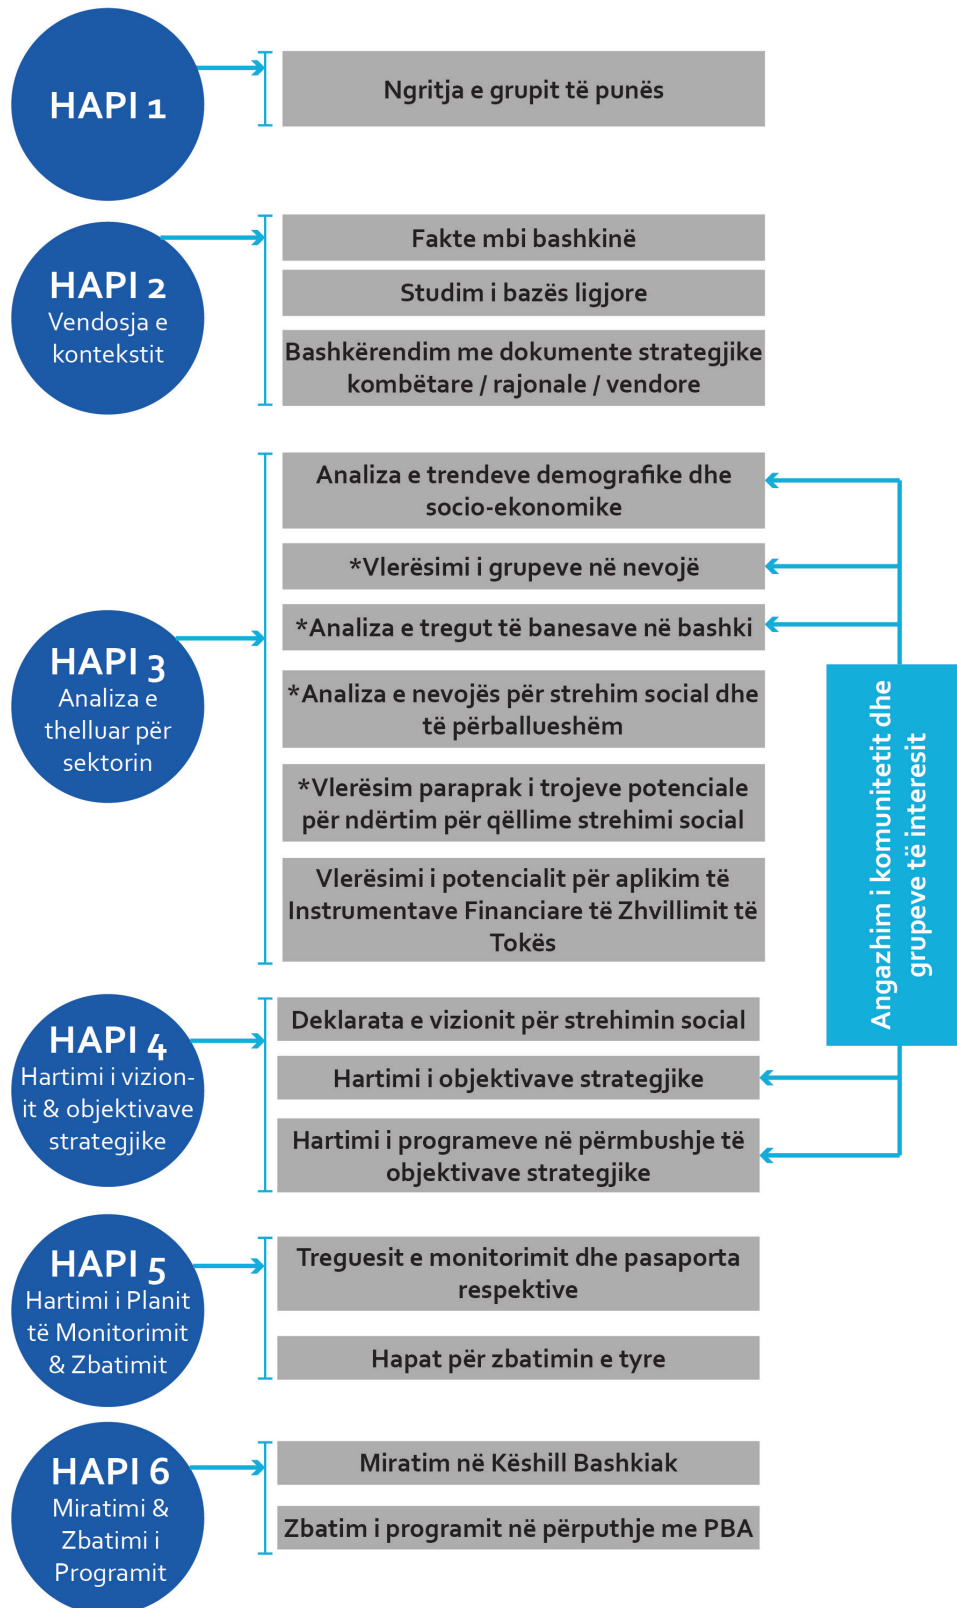 HAPI 1
Ngritja e grupit të punës
HAPI 2
Vendosja e
kontekstit
Fakte mbi bashkinë
Studim i bazës ligjore
Bashkërendim me dokumente strategjike
kombëtare / rajonale / vendore
HAPI 3
Analiza e
thelluar për
sektorin
Analiza e trendeve demografike dhe
socio-ekonomike
*Vlerësimi i grupeve në nevojë
*Analiza e tregut të banesave në bashki
*Analiza e nevojës për strehim social dhe
të përballueshëm
*Vlerësim paraprak i trojeve potenciale
për ndërtim për qëllime strehimi social
Vlerësimi i potencialit për aplikim të
Instrumentave Financiare të Zhvillimit të
Tokës
Angazhim i komunitetit dhe
grupeve të interesit
HAPI 4
Hartimi i vizion-
it & objektivave
strategjike
Deklarata e vizionit për strehimin social
Hartimi i objektivave strategjike
Hartimi i programeve në përmbushje të
objektivave strategjike
HAPI 5
Hartimi i Planit
të Monitorimit
& Zbatimit
Treguesit e monitorimit dhe pasaporta
respektive
Hapat për zbatimin e tyre
HAPI 6
Miratimi &
Zbatimi i
Programit
Miratim në Këshill Bashkiak
Zbatim i programit në përputhje me PBA